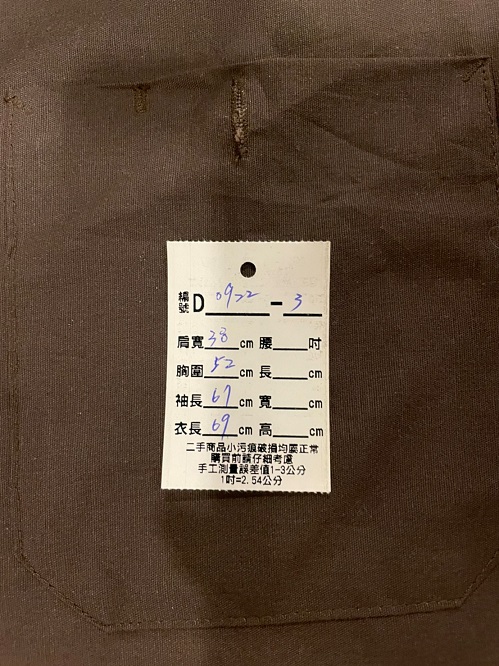 編號 D 0922 - 3
肩寬 38 cm 腰 吋
胸圍 52 cm 長 cm
袖長 61 cm 寬 cm
衣長 69 cm 高 cm
二手商品小污痕破損均屬正常
購買前請仔細考慮
手工測量誤差值1-3公分
1吋=2.54公分